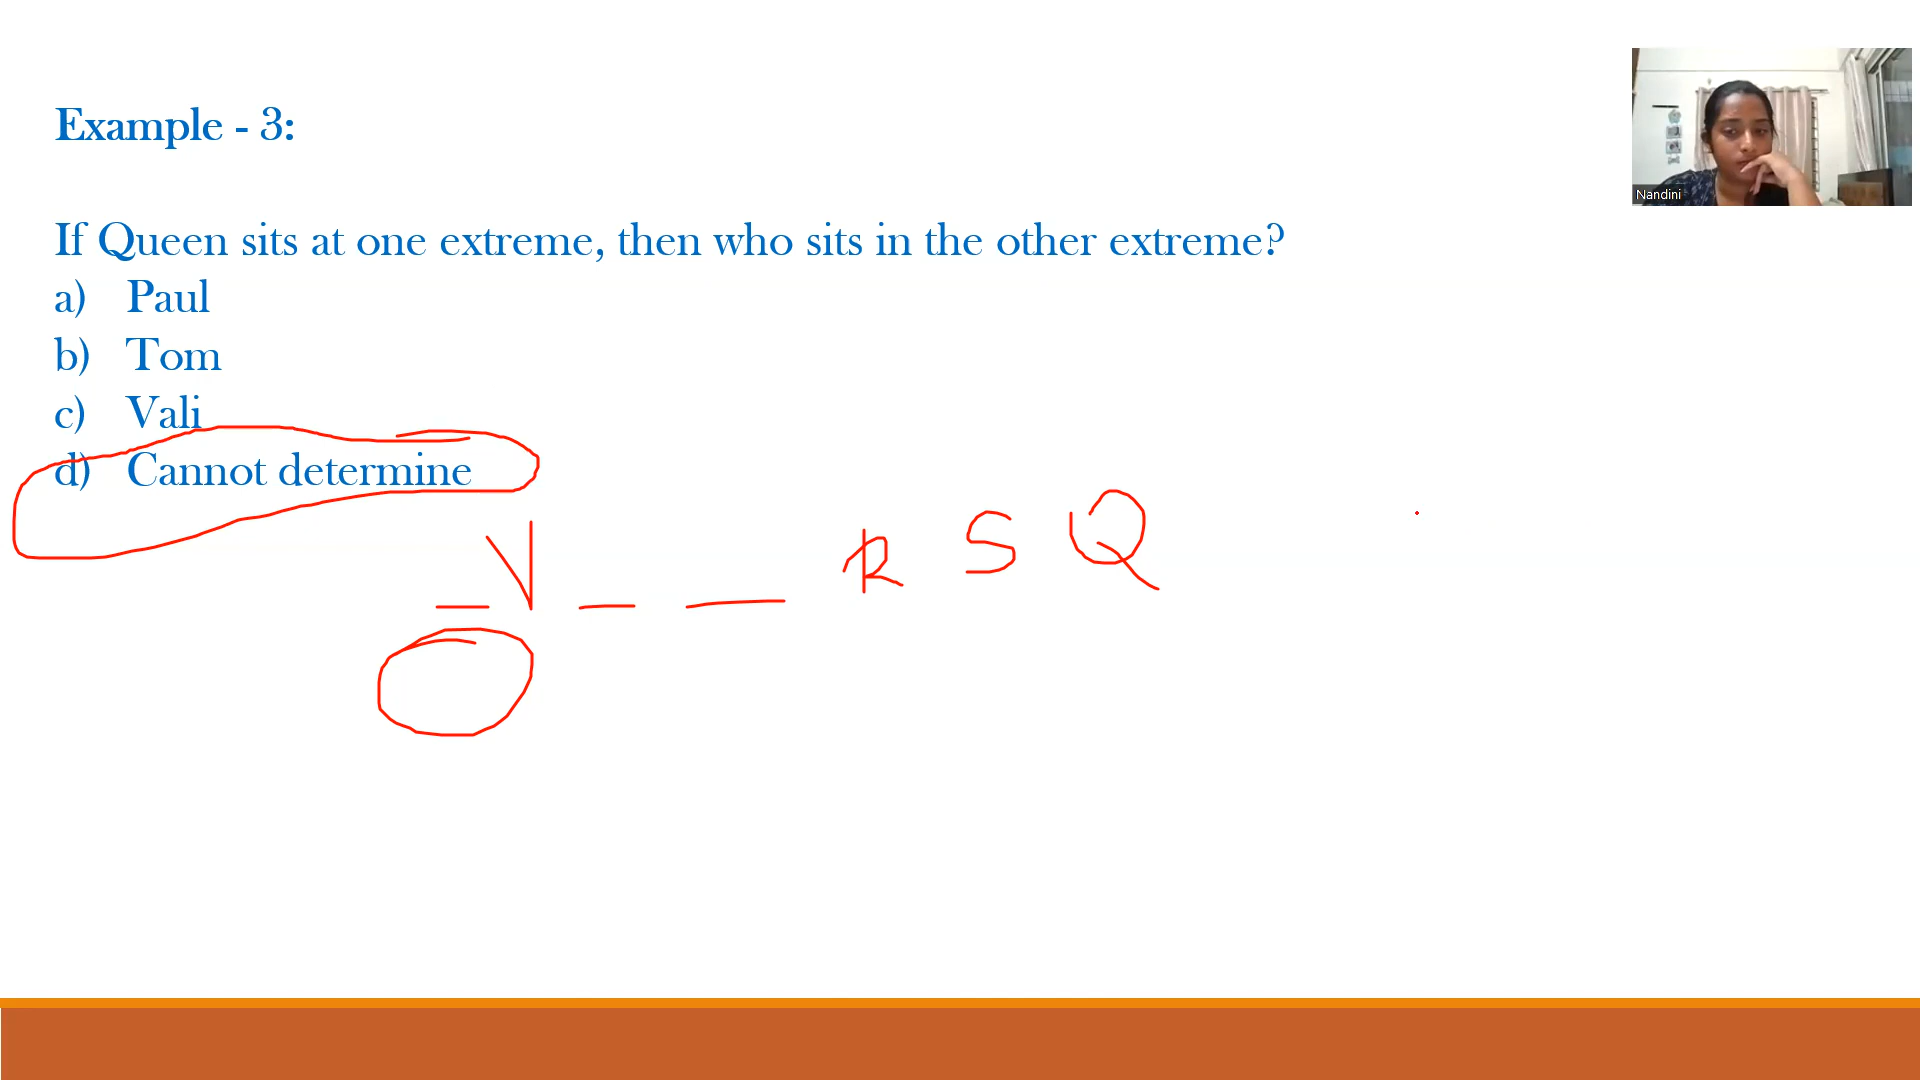 Example - 3:
Nandini
If Queen sits at one extreme, then who sits in the other extreme?
a) Paul
b) Tom
c) Vali
d) Cannot determine
_ V _ _ R S Q